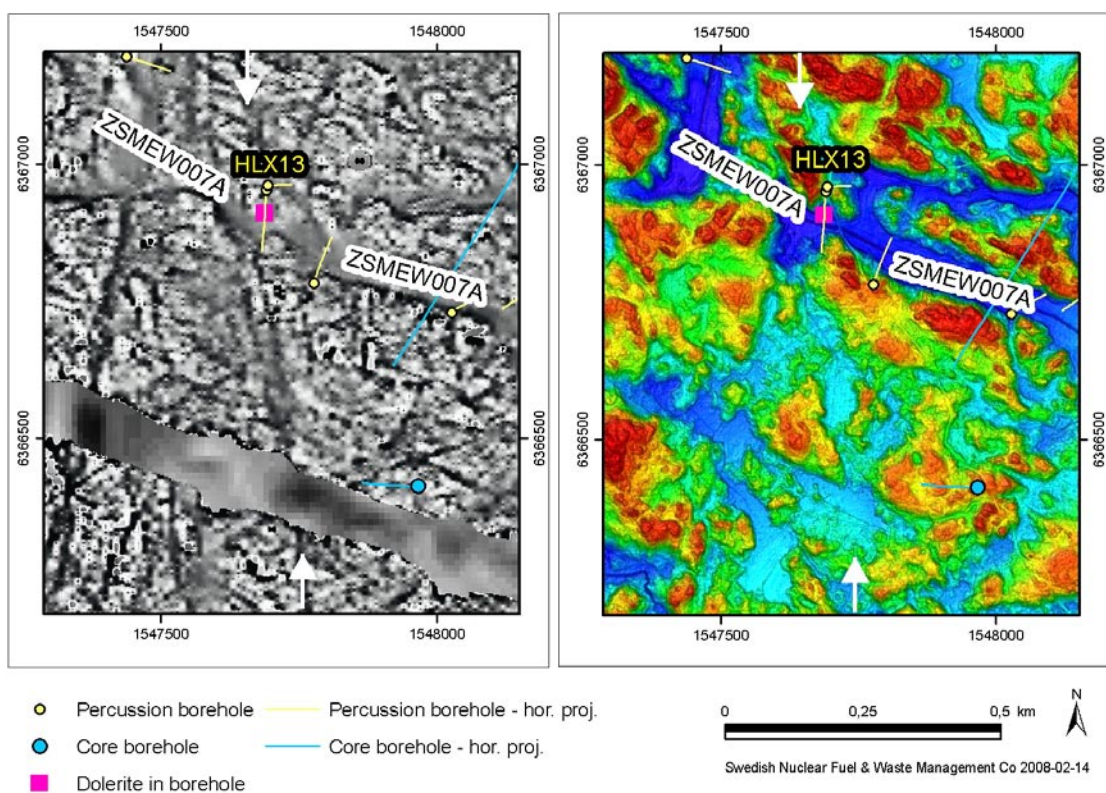 1547500
1548000
1547500
1548000
6367000
ZSMEW007A
HLX13
ZSMEW007A
6367000
6366500
6366500
1547500
1548000
6367000
ZSMEW007A
HLX13
ZSMEW007A
6367000
6366500
6366500
1547500
1548000
Percussion borehole
Percussion borehole - hor. proj.
Core borehole
Core borehole - hor. proj.
Dolerite in borehole
0
0,25
0,5 km
N
Swedish Nuclear Fuel & Waste Management Co 2008-02-14